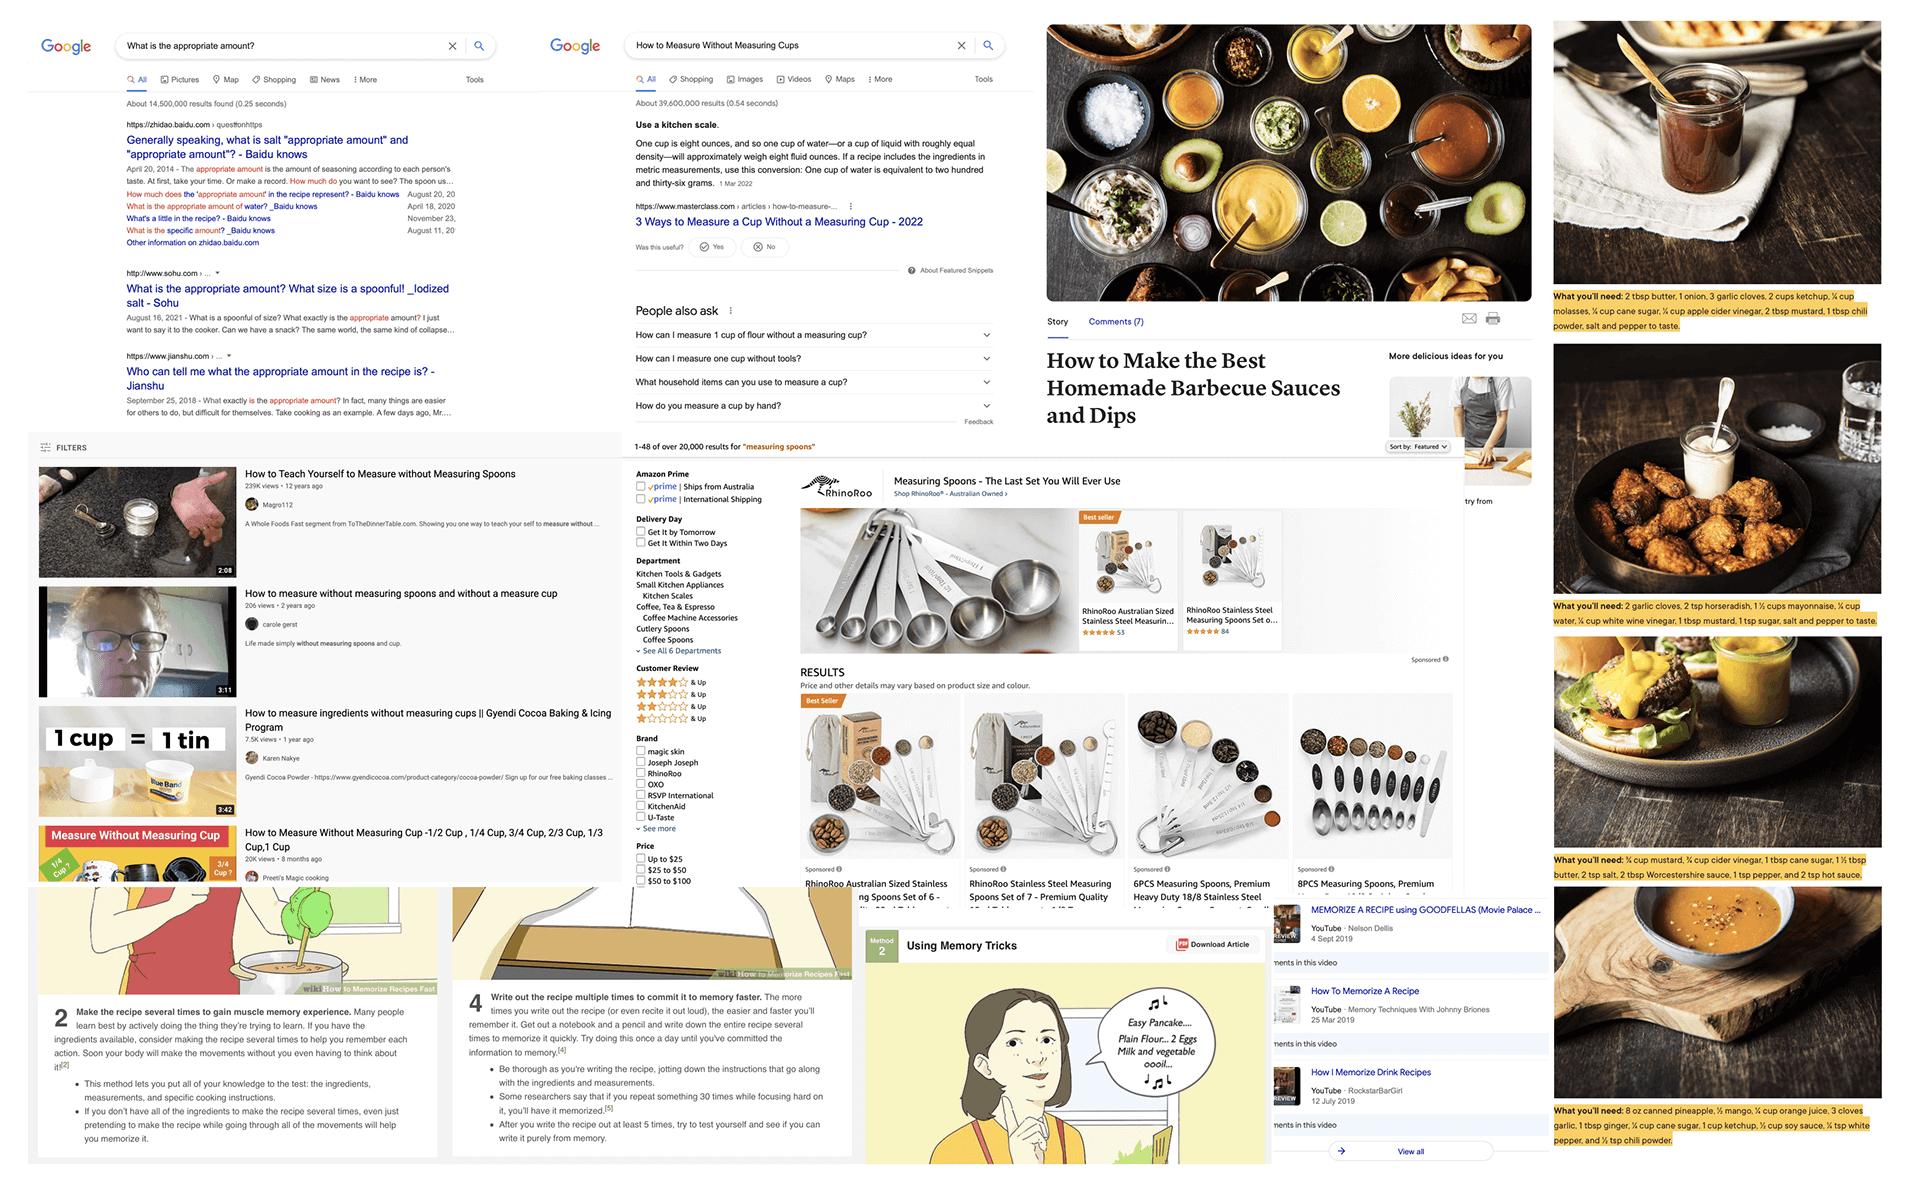 Google
What is the appropriate amount?
All
Pictures
Map
Shopping
News
More
Tools
About 14,500,000 results found (0.25 seconds)
https://zhidao.baidu.com › questionhttps
Generally speaking, what is salt "appropriate amount" and
"appropriate amount"? - Baidu knows
April 20, 2014 - The appropriate amount is the amount of seasoning according to each person's
taste. At first, take your time. Or make a record. How much do you want to see? The spoon us...
How much does the 'appropriate amount' in the recipe represent? - Baidu knows August 20, 20
What is the appropriate amount of water? _Baidu knows April 18, 2020
What's a little in the recipe? - Baidu knows November 23,
What is the specific amount? _Baidu knows August 11, 20
Other information on zhidao.baidu.com
http://www.sohu.com › ...
What is the appropriate amount? What size is a spoonful! _Iodized
salt - Sohu
August 16, 2021 - What is a spoonful of size? What exactly is the appropriate amount? I just
want to say it to the cooker. Can we have a snack? The same world, the same kind of collapse...
https://www.jianshu.com › ...
Who can tell me what the appropriate amount in the recipe is? -
Jianshu
September 25, 2018 - What exactly is the appropriate amount? In fact, many things are easier
for others to do, but difficult for themselves. Take cooking as an example. A few days ago, Mr....
Google
How to Measure Without Measuring Cups
All
Shopping
Images
Videos
Maps
More
Tools
About 39,600,000 results (0.54 seconds)
Use a kitchen scale.
One cup is eight ounces, and so one cup of water—or a cup of liquid with roughly equal
density—will approximately weigh eight fluid ounces. If a recipe includes the ingredients in
metric measurements, use this conversion: One cup of water is equivalent to two hundred
and thirty-six grams. 1 Mar 2022
https://www.masterclass.com › articles › how-to-measure-...
3 Ways to Measure a Cup Without a Measuring Cup - 2022
Was this useful?
Yes
No
About Featured Snippets
People also ask
How can I measure 1 cup of flour without a measuring cup?
How can I measure one cup without tools?
What household items can you use to measure a cup?
How do you measure a cup by hand?
Feedback
Story
Comments (7)
How to Make the Best
Homemade Barbecue Sauces
and Dips
More delicious ideas for you
Sort by: Featured
try from
What you'll need: 2 tbsp butter, 1 onion, 3 garlic cloves, 2 cups ketchup, ¼ cup
molasses, ¼ cup cane sugar, ¼ cup apple cider vinegar, 2 tbsp mustard, 1 tbsp chili
powder, salt and pepper to taste.
What you'll need: 2 garlic cloves, 2 tsp horseradish, 1 ½ cups mayonnaise, ¼ cup
water, ¼ cup white wine vinegar, 1 tbsp mustard, 1 tsp sugar, salt and pepper to taste.
What you'll need: ¾ cup mustard, ¾ cup cider vinegar, 1 tbsp cane sugar, 1 ½ tbsp
butter, 2 tsp salt, 2 tbsp Worcestershire sauce, 1 tsp pepper, and 2 tsp hot sauce.
What you'll need: 8 oz canned pineapple, ½ mango, ¼ cup orange juice, 3 cloves
garlic, 1 tbsp ginger, ¼ cup cane sugar, 1 cup ketchup, ½ cup soy sauce, ¼ tsp white
pepper, and ½ tsp chili powder.
FILTERS
2:08
How to Teach Yourself to Measure without Measuring Spoons
239K views • 12 years ago
Magro112
A Whole Foods Fast segment from ToTheDinnerTable.com. Showing you one way to teach your self to measure without ...
3:11
How to measure without measuring spoons and without a measure cup
206 views • 2 years ago
carole gerst
Life made simply without measuring spoons and cup.
1 cup = 1 tin
Blue Band
3:42
How to measure ingredients without measuring cups || Gyendi Cocoa Baking & Icing
Program
7.5K views • 1 year ago
Karen Nakye
Gyendi Cocoa Powder - https://www.gyendicocoa.com/product-category/cocoa-powder/ Sign up for our free baking classes ...
Measure Without Measuring Cup
1/4
Cup ?
3/4
Cup ?
How to Measure Without Measuring Cup -1/2 Cup , 1/4 Cup, 3/4 Cup, 2/3 Cup, 1/3
Cup,1 Cup
20K views • 8 months ago
Preeti's Magic cooking
1-48 of over 20,000 results for "measuring spoons"
Amazon Prime
prime | Ships from Australia
prime | International Shipping
Delivery Day
Get It by Tomorrow
Get It Within Two Days
Department
Kitchen Tools & Gadgets
Small Kitchen Appliances
Kitchen Scales
Coffee, Tea & Espresso
Coffee Machine Accessories
Cutlery Spoons
Coffee Spoons
See All 6 Departments
Customer Review
& Up
& Up
& Up
& Up
Brand
magic skin
Joseph Joseph
RhinoRoo
OXO
RSVP International
KitchenAid
U-Taste
See more
Price
Up to $25
$25 to $50
$50 to $100
RhinoRoo
Measuring Spoons - The Last Set You Will Ever Use
Shop RhinoRoo® - Australian Owned ›
Best seller
RhinoRoo Australian Sized
Stainless Steel Measurin...
53
RhinoRoo Stainless Steel
Measuring Spoons Set o...
84
Sponsored
RESULTS
Price and other details may vary based on product size and colour.
Best Seller
Sponsored
RhinoRoo Australian Sized Stainless
ng Spoons Set of 6 -
Sponsored
RhinoRoo Stainless Steel Measuring
Spoons Set of 7 - Premium Quality
Sponsored
6PCS Measuring Spoons, Premium
Heavy Duty 18/8 Stainless Steel
Sponsored
8PCS Measuring Spoons, Premium
wikiHow to Memorize Recipes Fast
2 Make the recipe several times to gain muscle memory experience. Many people
learn best by actively doing the thing they're trying to learn. If you have the
ingredients available, consider making the recipe several times to help you remember each
action. Soon your body will make the movements without you even having to think about
it![2]
• This method lets you put all of your knowledge to the test: the ingredients,
measurements, and specific cooking instructions.
• If you don't have all of the ingredients to make the recipe several times, even just
pretending to make the recipe while going through all of the movements will help
you memorize it.
wikiHow to Memorize Recipes Fast
4 Write out the recipe multiple times to commit it to memory faster. The more
times you write out the recipe (or even recite it out loud), the easier and faster you'll
remember it. Get out a notebook and a pencil and write down the entire recipe several
times to memorize it quickly. Try doing this once a day until you've committed the
information to memory.[4]
• Be thorough as you're writing the recipe, jotting down the instructions that go along
with the ingredients and measurements.
• Some researchers say that if you repeat something 30 times while focusing hard on
it, you'll have it memorized.[5]
• After you write the recipe out at least 5 times, try to test yourself and see if you can
write it purely from memory.
Method
2
Using Memory Tricks
PDF
Download Article
Easy Pancake....
Plain Flour... 2 Eggs
Milk and vegetable
oooil...
REVIEW
MEMORIZE A RECIPE using GOODFELLAS (Movie Palace ...
YouTube · Nelson Dellis
4 Sept 2019
ments in this video
How To Memorize A Recipe
YouTube · Memory Techniques With Johnny Briones
25 Mar 2019
ments in this video
REVIEW
How I Memorize Drink Recipes
YouTube · RockstarBarGirl
12 July 2019
ments in this video
View all